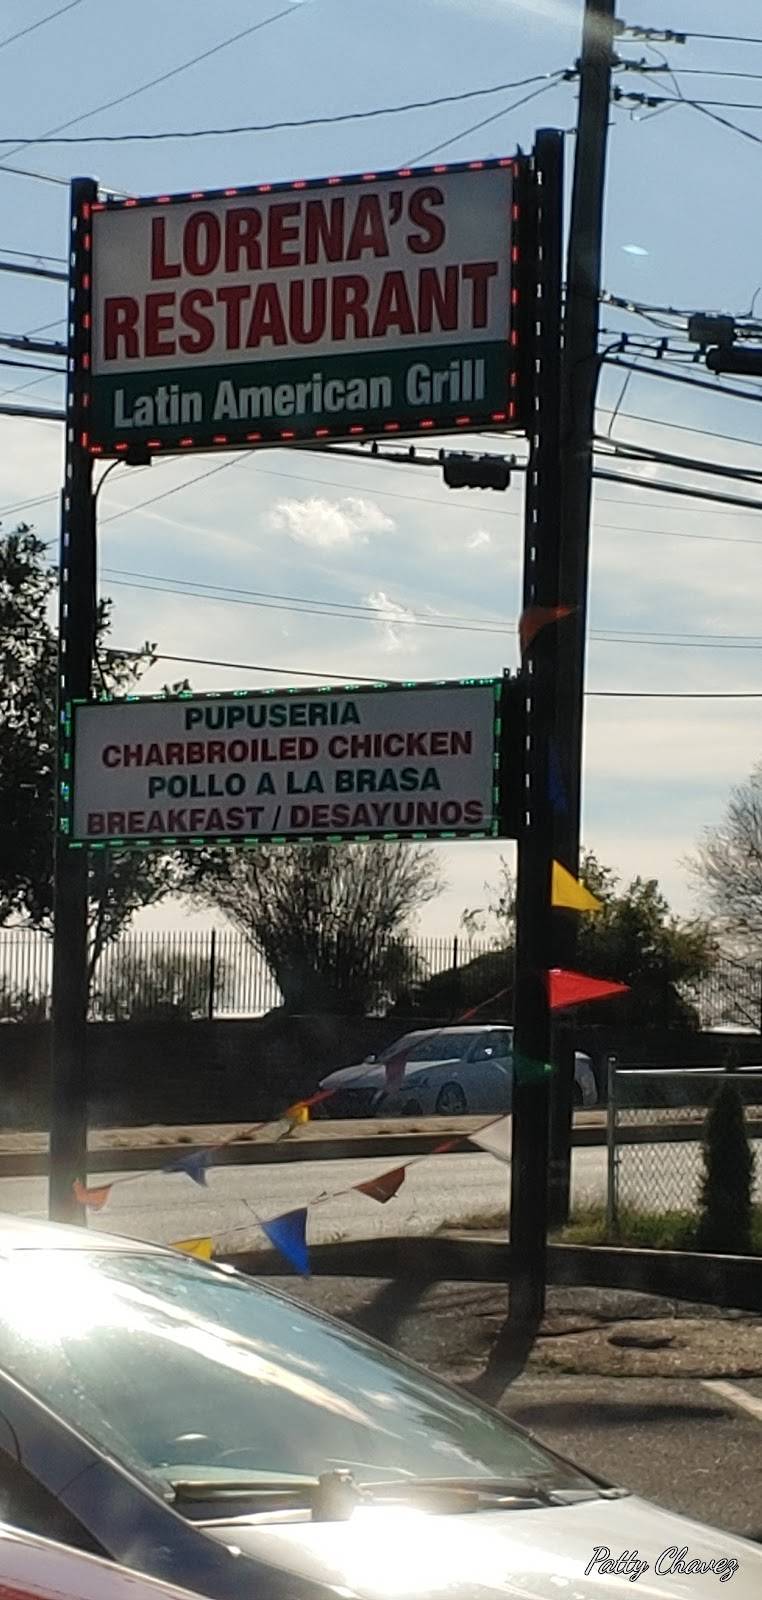 LORENA'S
RESTAURANT
Latin American Grill
PUPUSERIA
CHARBROILED CHICKEN
POLLO A LA BRASA
BREAKFAST / DESAYUNOS
Patty Chavez